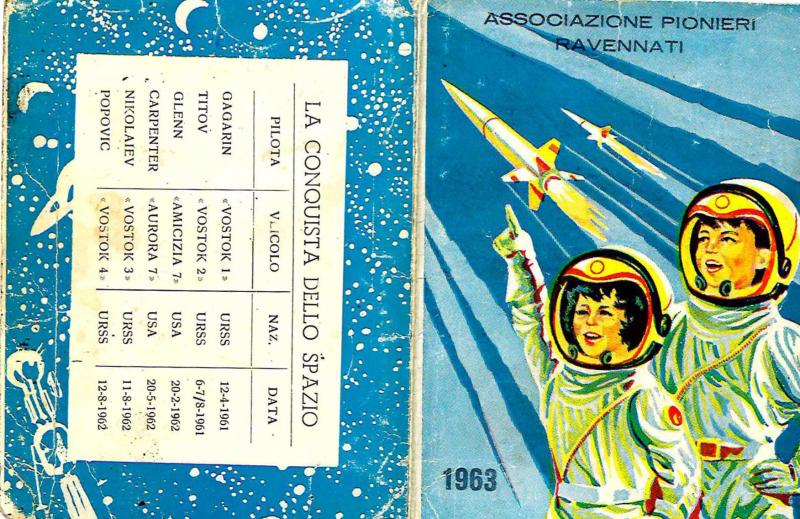 LA CONQUISTA DELLO SPAZIO
PILOTA VEICOLO NAZ. DATA
GAGARIN «VOSTOK 1» URSS 12-4-1961
TITOV «VOSTOK 2» URSS 6-7/8-1961
GLENN «AMICIZIA 7» USA 20-2-1962
CARPENTER «AURORA 7» USA 20-5-1962
NIKOLAIEV «VOSTOK 3» URSS 11-8-1962
POPOVIC «VOSTOK 4» URSS 12-8-1962
ASSOCIAZIONE PIONIERI
RAVENNATI
1963